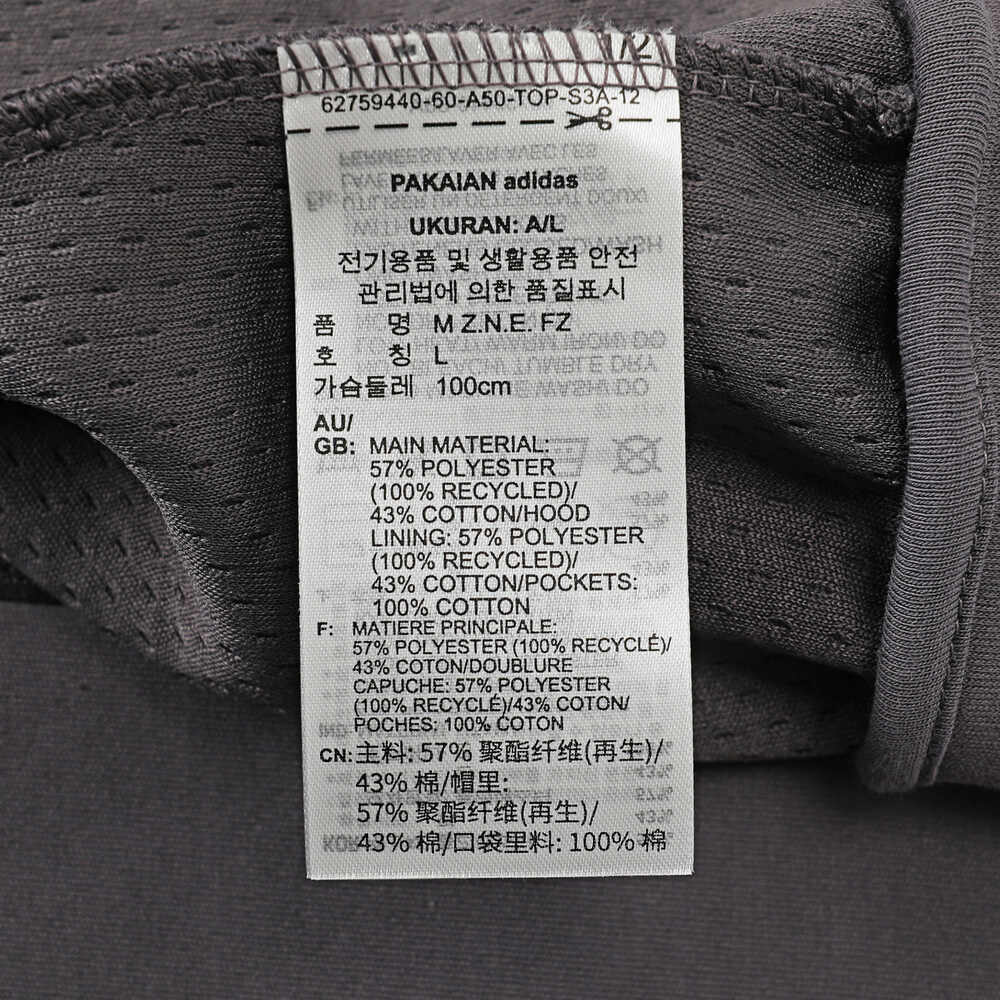 1/2
62759440-60-A50-TOP-S3A-12
PAKAIAN adidas
UKURAN: A/L
전기용품 및 생활용품 안전
관리법에 의한 품질표시
품 명 M Z.N.E. FZ
호 칭 L
가슴둘레 100cm
AU/
GB: MAIN MATERIAL:
57% POLYESTER
(100% RECYCLED)/
43% COTTON/HOOD
LINING: 57% POLYESTER
(100% RECYCLED)/
43% COTTON/POCKETS:
100% COTTON
F: MATIERE PRINCIPALE:
57% POLYESTER (100% RECYCLÉ)/
43% COTON/DOUBLURE
CAPUCHE: 57% POLYESTER
(100% RECYCLÉ)/43% COTON/
POCHES: 100% COTON
CN: 主料: 57% 聚酯纤维(再生)/
43% 棉/帽里:
57% 聚酯纤维(再生)/
43% 棉/口袋里料: 100% 棉